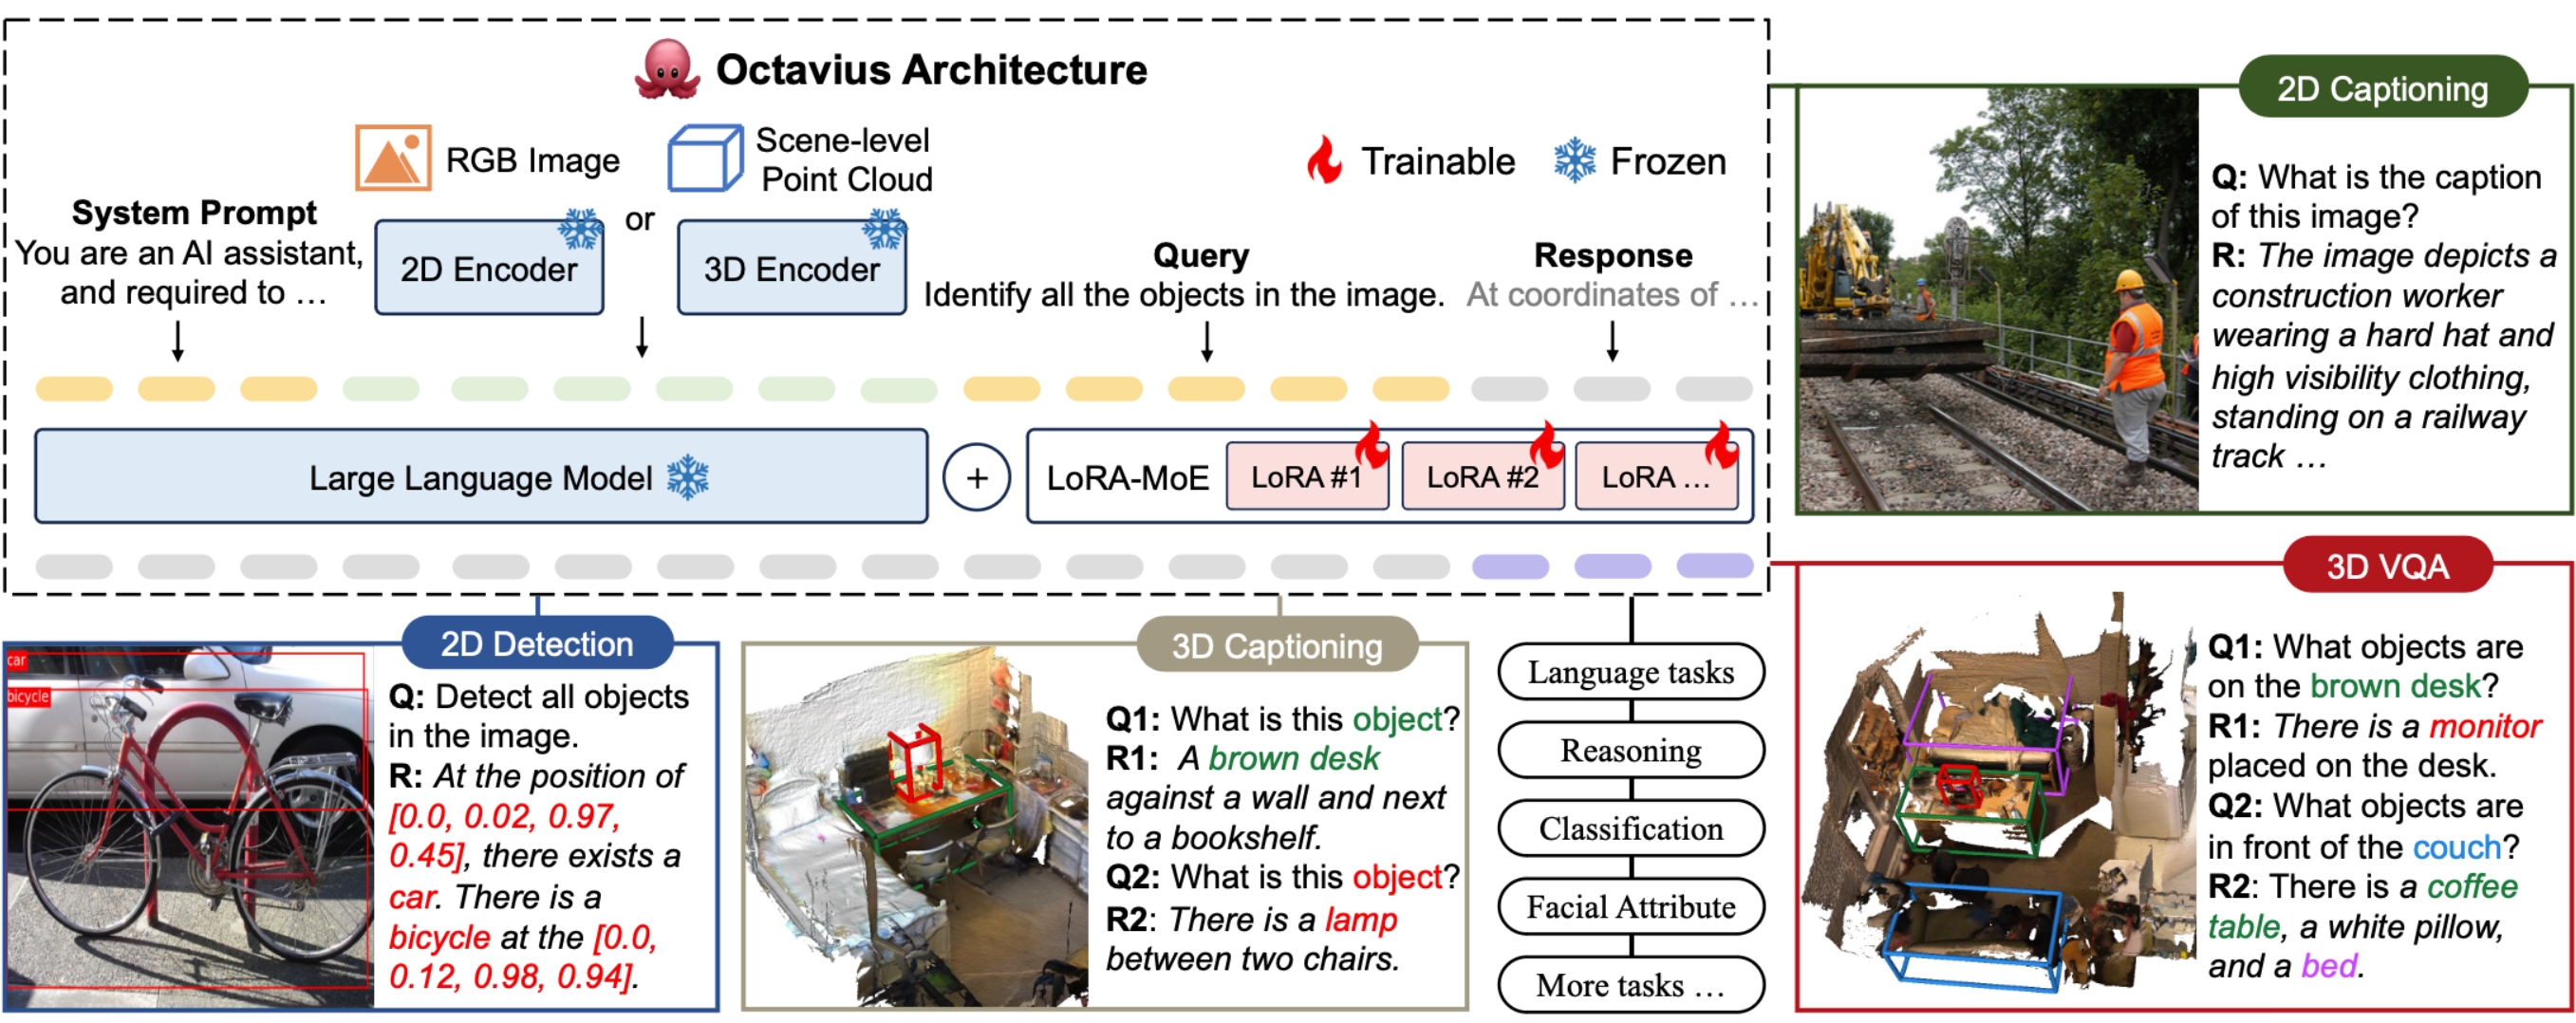 Octavius Architecture
RGB Image
Scene-level
Point Cloud
Trainable
Frozen
System Prompt
You are an AI assistant,
and required to …
2D Encoder
or
3D Encoder
Query
Identify all the objects in the image.
Response
At coordinates of …
Large Language Model
+
LoRA-MoE
LoRA #1
LoRA #2
LoRA …
2D Captioning
Q: What is the caption
of this image?
R: The image depicts a
construction worker
wearing a hard hat and
high visibility clothing,
standing on a railway
track …
2D Detection
car
bicycle
Q: Detect all objects
in the image.
R: At the position of
[0.0, 0.02, 0.97,
0.45], there exists a
car. There is a
bicycle at the [0.0,
0.12, 0.98, 0.94].
3D Captioning
Q1: What is this object?
R1: A brown desk
against a wall and next
to a bookshelf.
Q2: What is this object?
R2: There is a lamp
between two chairs.
Language tasks
Reasoning
Classification
Facial Attribute
More tasks …
3D VQA
Q1: What objects are
on the brown desk?
R1: There is a monitor
placed on the desk.
Q2: What objects are
in front of the couch?
R2: There is a coffee
table, a white pillow,
and a bed.